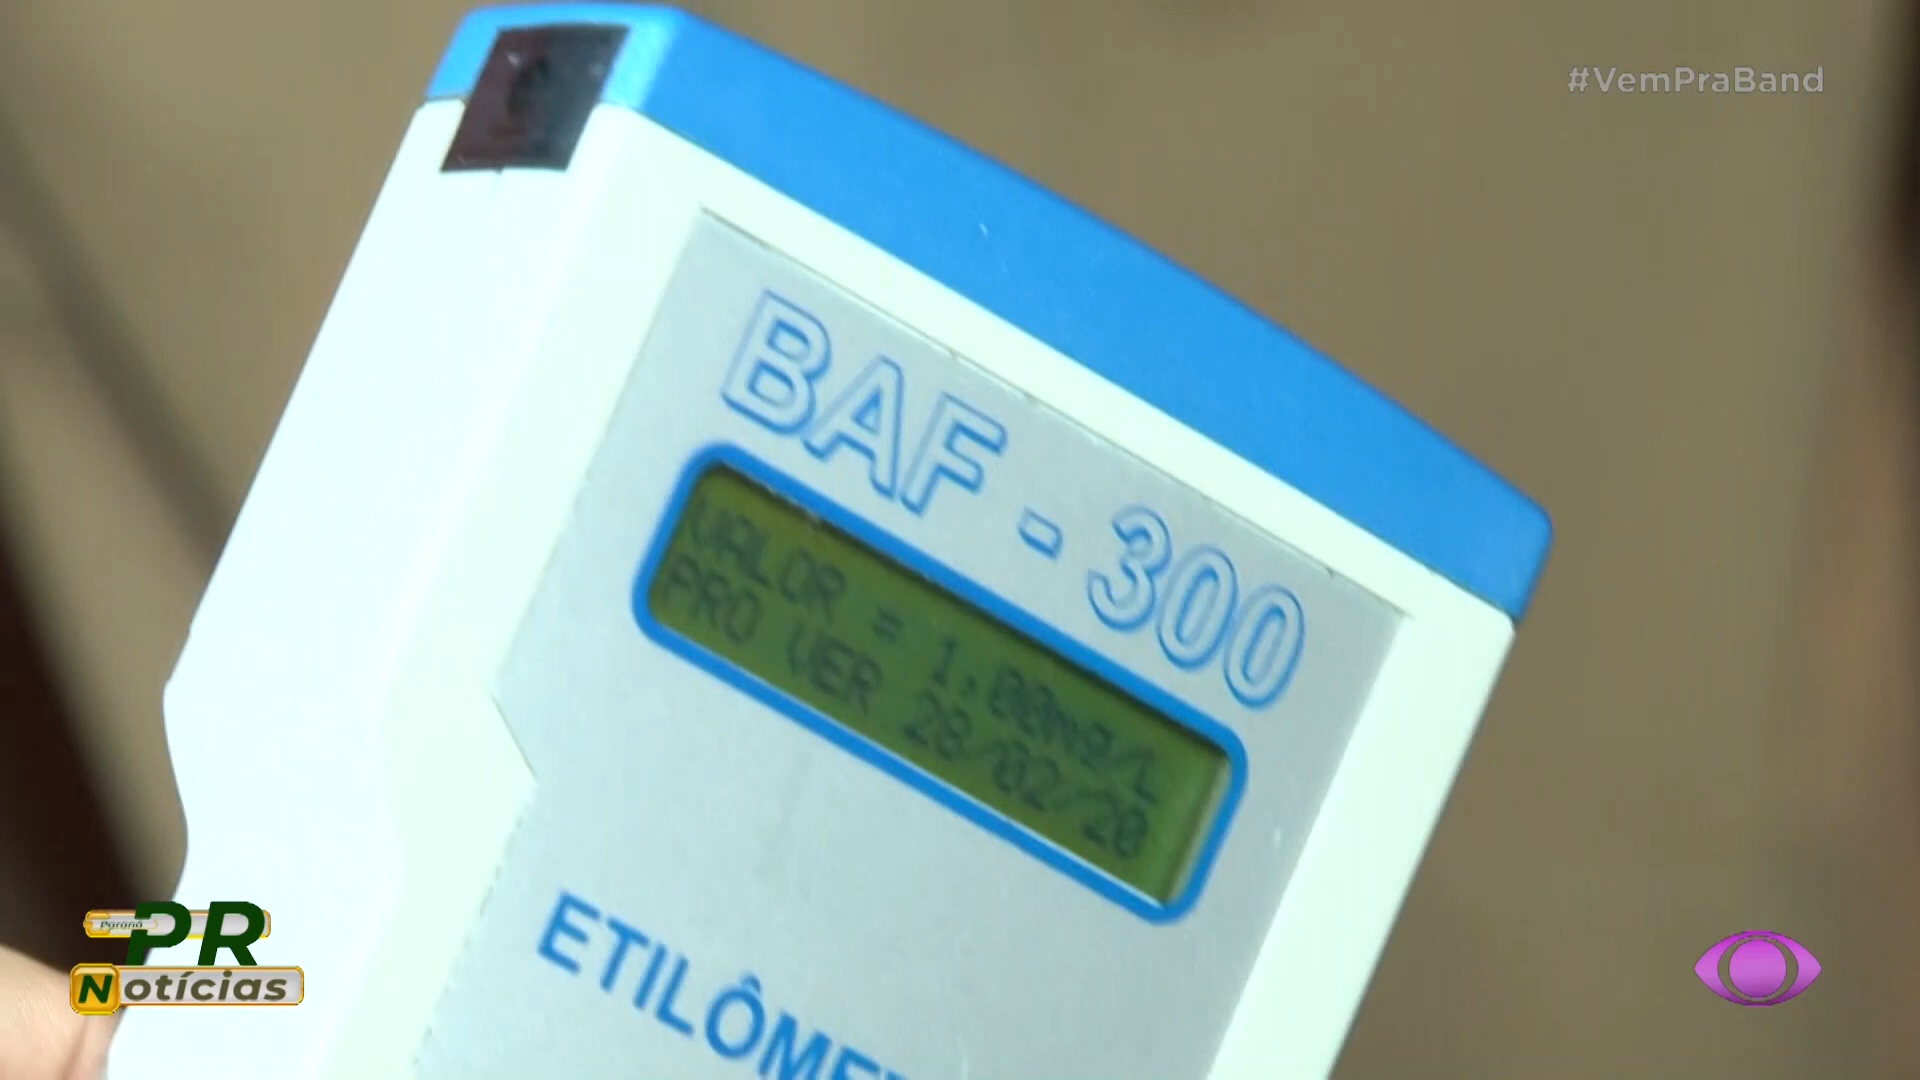 #VemPraBand
BAF - 300
VALOR = 1.00mg/L
PRO VER 28/02/20
ETILÔME
Paraná
PR
Notícias